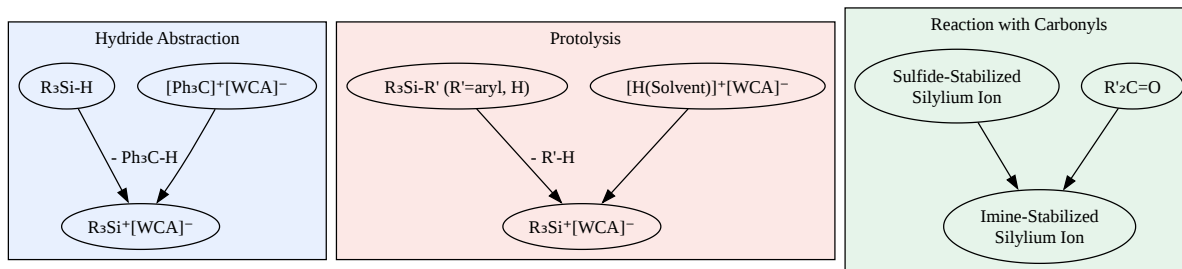 Hydride Abstraction
R₃Si-H
[Ph₃C]⁺[WCA]⁻
- Ph₃C-H
R₃Si⁺[WCA]⁻
Protolysis
R₃Si-R' (R'=aryl, H)
[H(Solvent)]⁺[WCA]⁻
- R'-H
R₃Si⁺[WCA]⁻
Reaction with Carbonyls
Sulfide-Stabilized
Silylium Ion
R'₂C=O
Imine-Stabilized
Silylium Ion